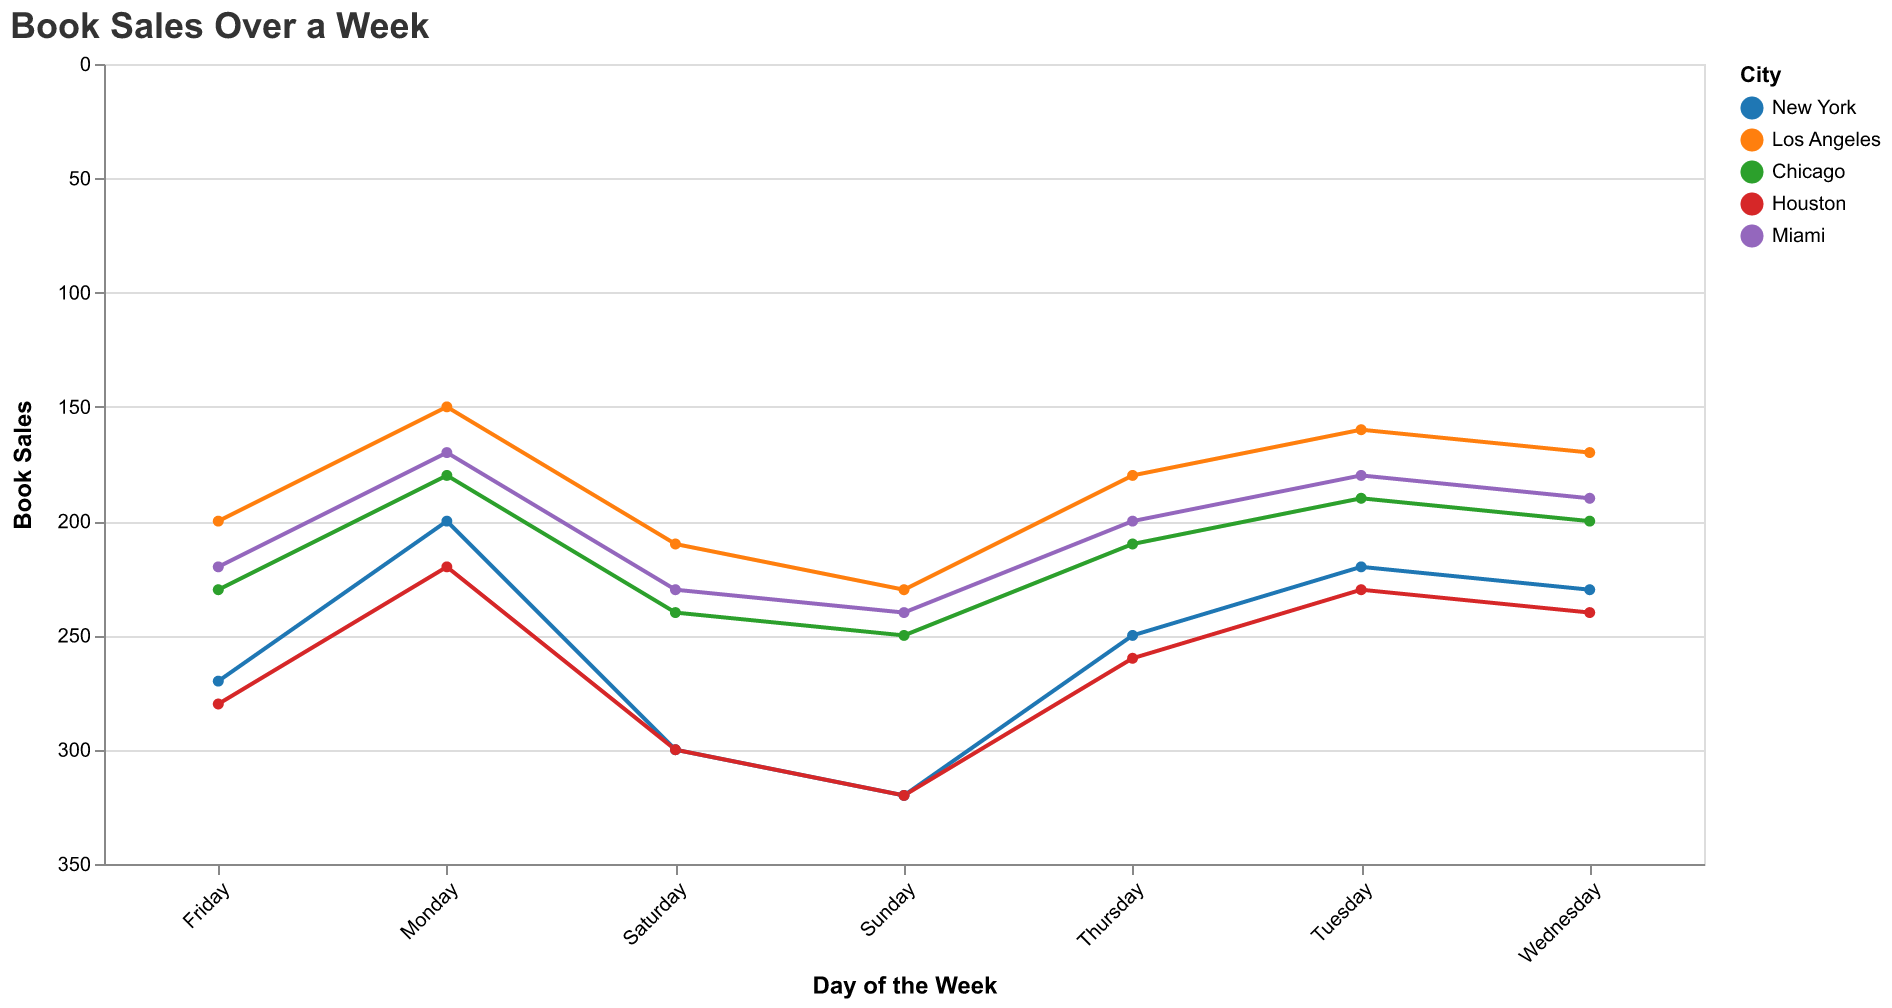 Book Sales Over a Week
0
50
100
150
200
250
300
350
Book Sales
Friday
Monday
Saturday
Sunday
Thursday
Tuesday
Wednesday
Day of the Week
City
New York
Los Angeles
Chicago
Houston
Miami